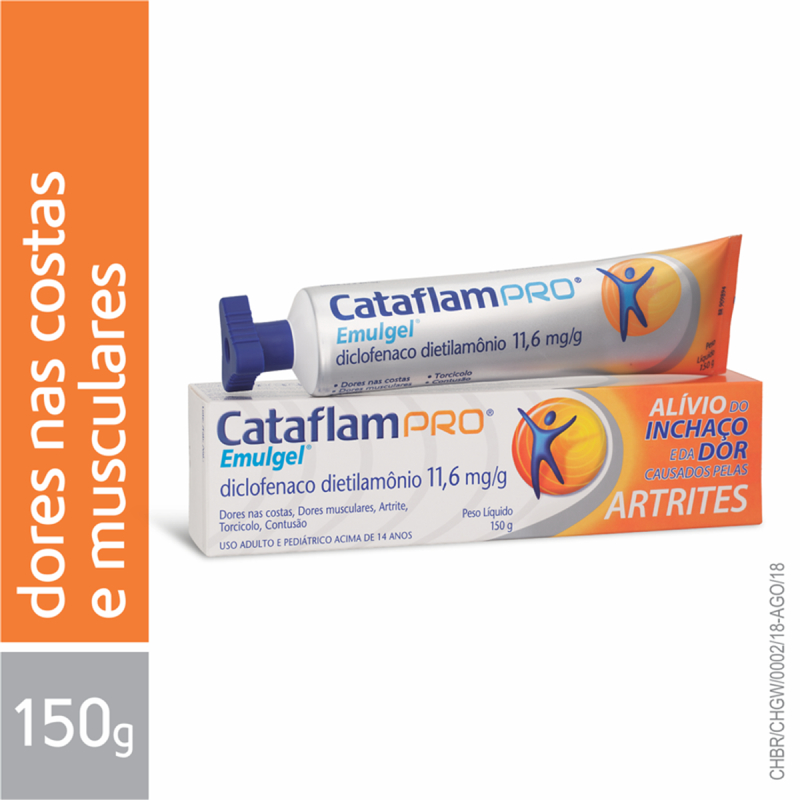 dores nas costas
e musculares
150g
CataflamPRO®
Emulgel®
diclofenaco dietilamônio 11,6 mg/g
• Dores nas costas
• Dores musculares
• Torcicolo
• Contusão
Peso
Líquido
150 g
CataflamPRO®
Emulgel®
diclofenaco dietilamônio 11,6 mg/g
Dores nas costas, Dores musculares, Artrite,
Torcicolo, Contusão
Peso Líquido
150 g
USO ADULTO E PEDIÁTRICO ACIMA DE 14 ANOS
ALÍVIO DO
INCHAÇO
E DA DOR
CAUSADOS PELAS
ARTRITES
CHBR/CHGW/0002/18-AGO/18